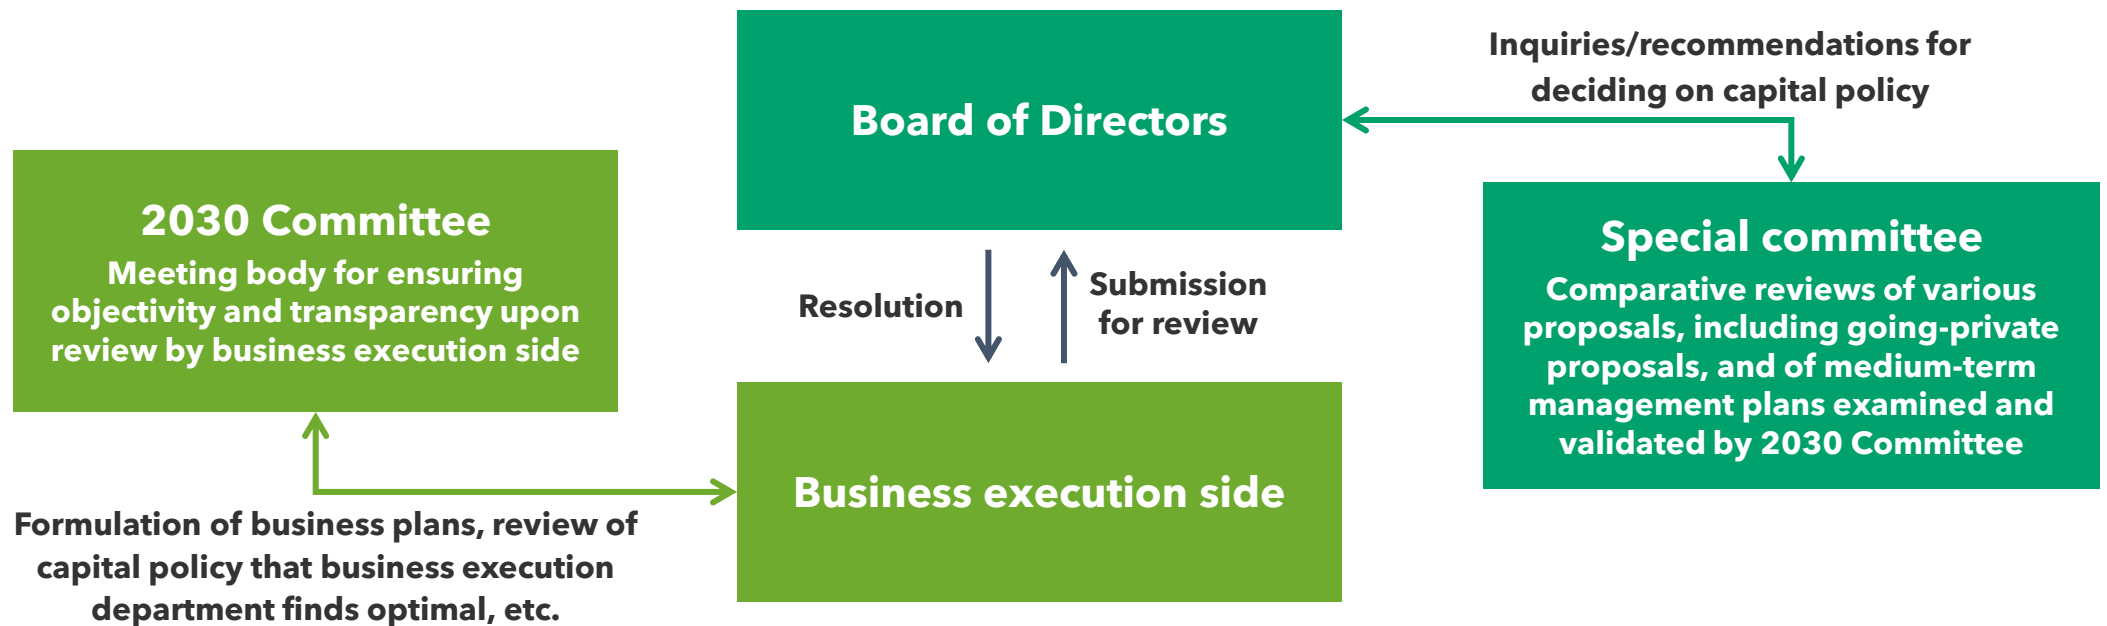 Board of Directors
Inquiries/recommendations for
deciding on capital policy
2030 Committee
Meeting body for ensuring
objectivity and transparency upon
review by business execution side
Special committee
Comparative reviews of various
proposals, including going-private
proposals, and of medium-term
management plans examined and
validated by 2030 Committee
Resolution
Submission
for review
Business execution side
Formulation of business plans, review of
capital policy that business execution
department finds optimal, etc.